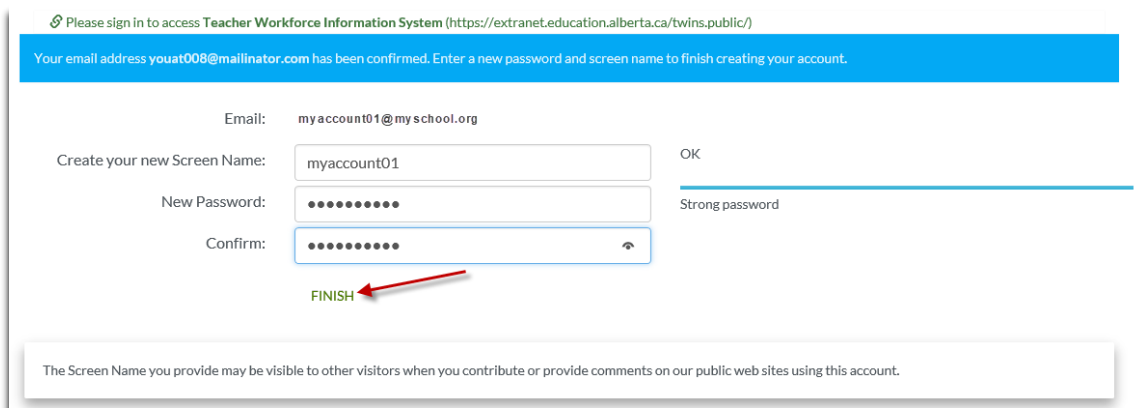 Please sign in to access Teacher Workforce Information System (https://extranet.education.alberta.ca/twins.public/)
Your email address youat008@mailinator.com has been confirmed. Enter a new password and screen name to finish creating your account.
Email: myaccount01@myschool.org
Create your new Screen Name: myaccount01 OK
New Password: ●●●●●●●●●● Strong password
Confirm: ●●●●●●●●●●
FINISH
The Screen Name you provide may be visible to other visitors when you contribute or provide comments on our public web sites using this account.